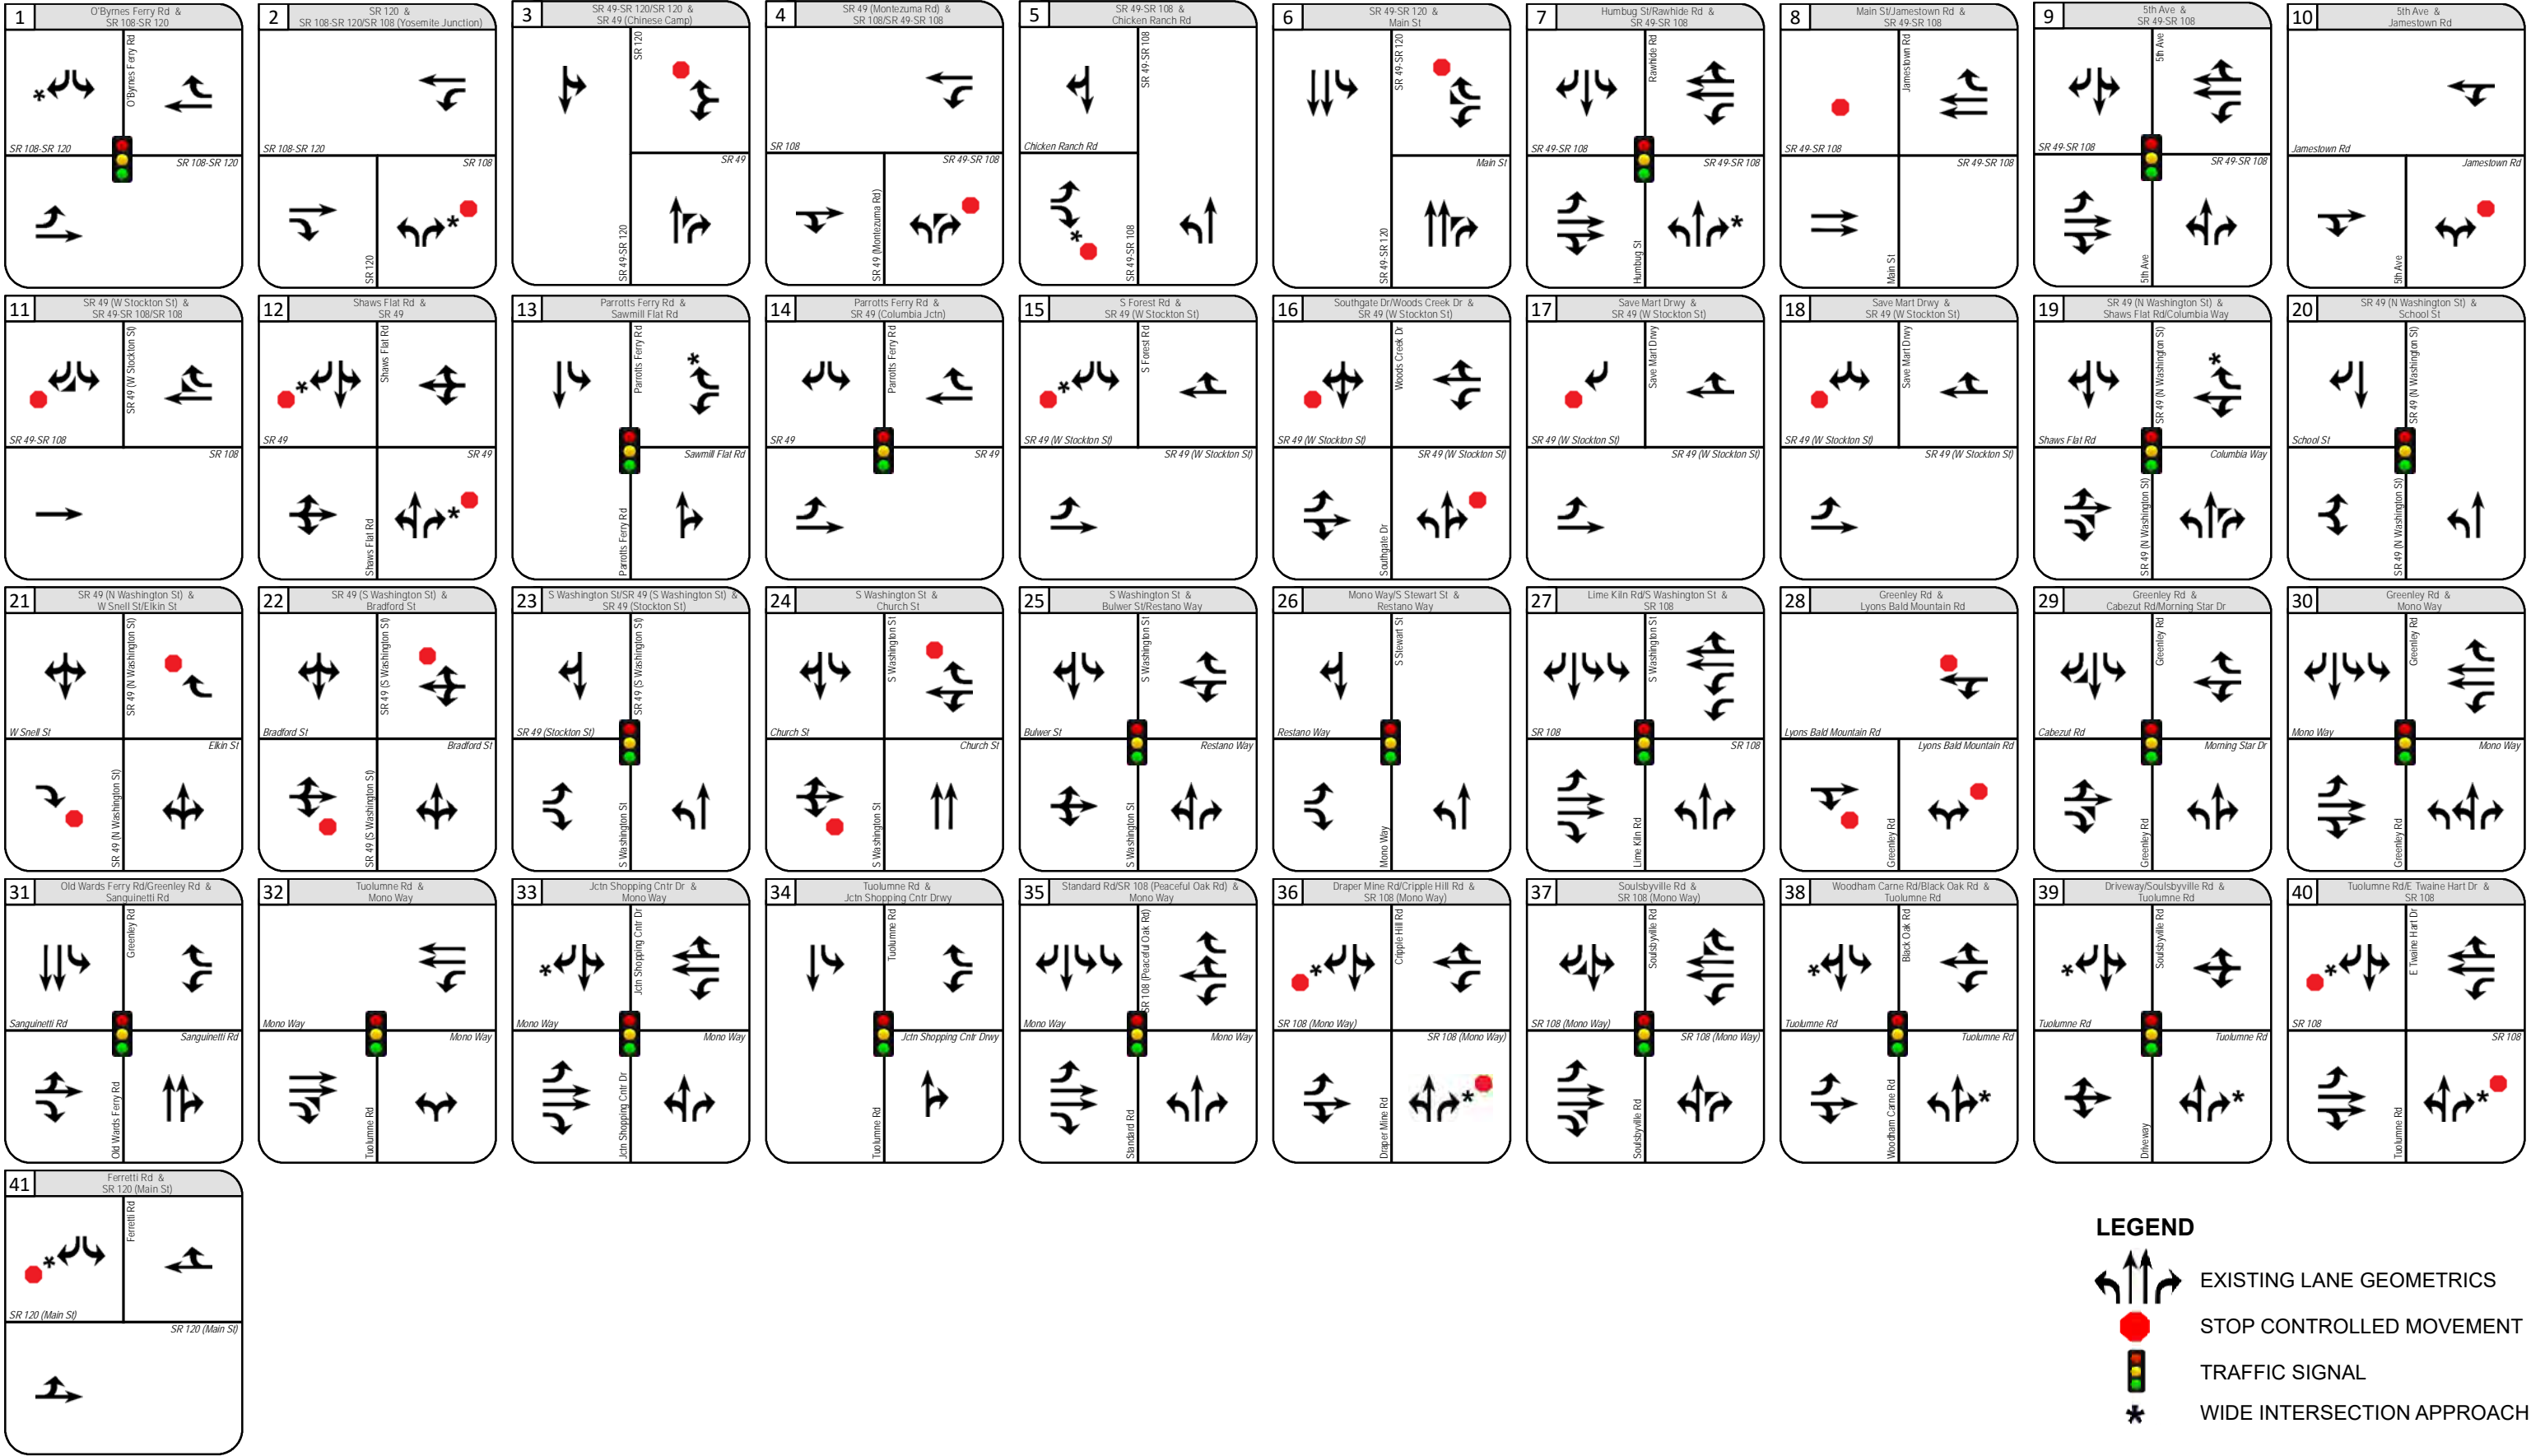 1
O'Byrnes Ferry Rd &
SR 108-SR 120
O'Byrnes Ferry Rd
SR 108-SR 120
SR 108-SR 120
2
SR 120 &
SR 108-SR 120/SR 108 (Yosemite Junction)
SR 108-SR 120
SR 108
SR 120
3
SR 49-SR 120/SR 120 &
SR 49 (Chinese Camp)
SR 120
SR 49
SR 49-SR 120
4
SR 49 (Montezuma Rd) &
SR 108/SR 49-SR 108
SR 108
SR 49-SR 108
SR 49 (Montezuma Rd)
5
SR 49-SR 108 &
Chicken Ranch Rd
SR 49-SR 108
Chicken Ranch Rd
SR 49-SR 108
6
SR 49-SR 120 &
Main St
SR 49-SR 120
Main St
SR 49-SR 120
7
Humbug St/Rawhide Rd &
SR 49-SR 108
Rawhide Rd
SR 49-SR 108
SR 49-SR 108
Humbug St
8
Main St/Jamestown Rd &
SR 49-SR 108
Jamestown Rd
SR 49-SR 108
SR 49-SR 108
Main St
9
5th Ave &
SR 49-SR 108
5th Ave
SR 49-SR 108
SR 49-SR 108
5th Ave
10
5th Ave &
Jamestown Rd
Jamestown Rd
Jamestown Rd
5th Ave
11
SR 49 (W Stockton St) &
SR 49-SR 108/SR 108
SR 49 (W Stockton St)
SR 49-SR 108
SR 108
12
Shaws Flat Rd &
SR 49
Shaws Flat Rd
SR 49
SR 49
Shaws Flat Rd
13
Parrotts Ferry Rd &
Sawmill Flat Rd
Parrotts Ferry Rd
Sawmill Flat Rd
Parrotts Ferry Rd
14
Parrotts Ferry Rd &
SR 49 (Columbia Jctn)
Parrotts Ferry Rd
SR 49
SR 49
15
S Forest Rd &
SR 49 (W Stockton St)
S Forest Rd
SR 49 (W Stockton St)
SR 49 (W Stockton St)
16
Southgate Dr/Woods Creek Dr &
SR 49 (W Stockton St)
Woods Creek Dr
SR 49 (W Stockton St)
SR 49 (W Stockton St)
Southgate Dr
17
Save Mart Drwy &
SR 49 (W Stockton St)
Save Mart Drwy
SR 49 (W Stockton St)
SR 49 (W Stockton St)
18
Save Mart Drwy &
SR 49 (W Stockton St)
Save Mart Drwy
SR 49 (W Stockton St)
SR 49 (W Stockton St)
19
SR 49 (N Washington St) &
Shaws Flat Rd/Columbia Way
SR 49 (N Washington St)
Shaws Flat Rd
Columbia Way
SR 49 (N Washington St)
20
SR 49 (N Washington St) &
School St
SR 49 (N Washington St)
School St
SR 49 (N Washington St)
21
SR 49 (N Washington St) &
W Snell St/Elkin St
SR 49 (N Washington St)
W Snell St
Elkin St
SR 49 (N Washington St)
22
SR 49 (S Washington St) &
Bradford St
SR 49 (S Washington St)
Bradford St
Bradford St
SR 49 (S Washington St)
23
S Washington St/SR 49 (S Washington St) &
SR 49 (Stockton St)
SR 49 (S Washington St)
SR 49 (Stockton St)
S Washington St
24
S Washington St &
Church St
S Washington St
Church St
Church St
S Washington St
25
S Washington St &
Bulwer St/Restano Way
S Washington St
Bulwer St
Restano Way
S Washington St
26
Mono Way/S Stewart St &
Restano Way
S Stewart St
Restano Way
Mono Way
27
Lime Kiln Rd/S Washington St &
SR 108
S Washington St
SR 108
SR 108
Lime Kiln Rd
28
Greenley Rd &
Lyons Bald Mountain Rd
Lyons Bald Mountain Rd
Lyons Bald Mountain Rd
Greenley Rd
29
Greenley Rd &
Cabezut Rd/Morning Star Dr
Greenley Rd
Cabezut Rd
Morning Star Dr
Greenley Rd
30
Greenley Rd &
Mono Way
Greenley Rd
Mono Way
Mono Way
Greenley Rd
31
Old Wards Ferry Rd/Greenley Rd &
Sanguinetti Rd
Greenley Rd
Sanguinetti Rd
Sanguinetti Rd
Old Wards Ferry Rd
32
Tuolumne Rd &
Mono Way
Mono Way
Mono Way
Tuolumne Rd
33
Jctn Shopping Cntr Dr &
Mono Way
Jctn Shopping Cntr Dr
Mono Way
Mono Way
Jctn Shopping Cntr Dr
34
Tuolumne Rd &
Jctn Shopping Cntr Drwy
Tuolumne Rd
Jctn Shopping Cntr Drwy
Tuolumne Rd
35
Standard Rd/SR 108 (Peaceful Oak Rd) &
Mono Way
SR 108 (Peaceful Oak Rd)
Mono Way
Mono Way
Standard Rd
36
Draper Mine Rd/Cripple Hill Rd &
SR 108 (Mono Way)
Cripple Hill Rd
SR 108 (Mono Way)
SR 108 (Mono Way)
Draper Mine Rd
37
Soulsbyville Rd &
SR 108 (Mono Way)
Soulsbyville Rd
SR 108 (Mono Way)
SR 108 (Mono Way)
Soulsbyville Rd
38
Woodham Carne Rd/Black Oak Rd &
Tuolumne Rd
Black Oak Rd
Tuolumne Rd
Tuolumne Rd
Woodham Carne Rd
39
Driveway/Soulsbyville Rd &
Tuolumne Rd
Soulsbyville Rd
Tuolumne Rd
Tuolumne Rd
Driveway
40
Tuolumne Rd/E Twaine Hart Dr &
SR 108
E Twaine Hart Dr
SR 108
SR 108
Tuolumne Rd
41
Ferretti Rd &
SR 120 (Main St)
Ferretti Rd
SR 120 (Main St)
SR 120 (Main St)
LEGEND
EXISTING LANE GEOMETRICS
STOP CONTROLLED MOVEMENT
TRAFFIC SIGNAL
* WIDE INTERSECTION APPROACH